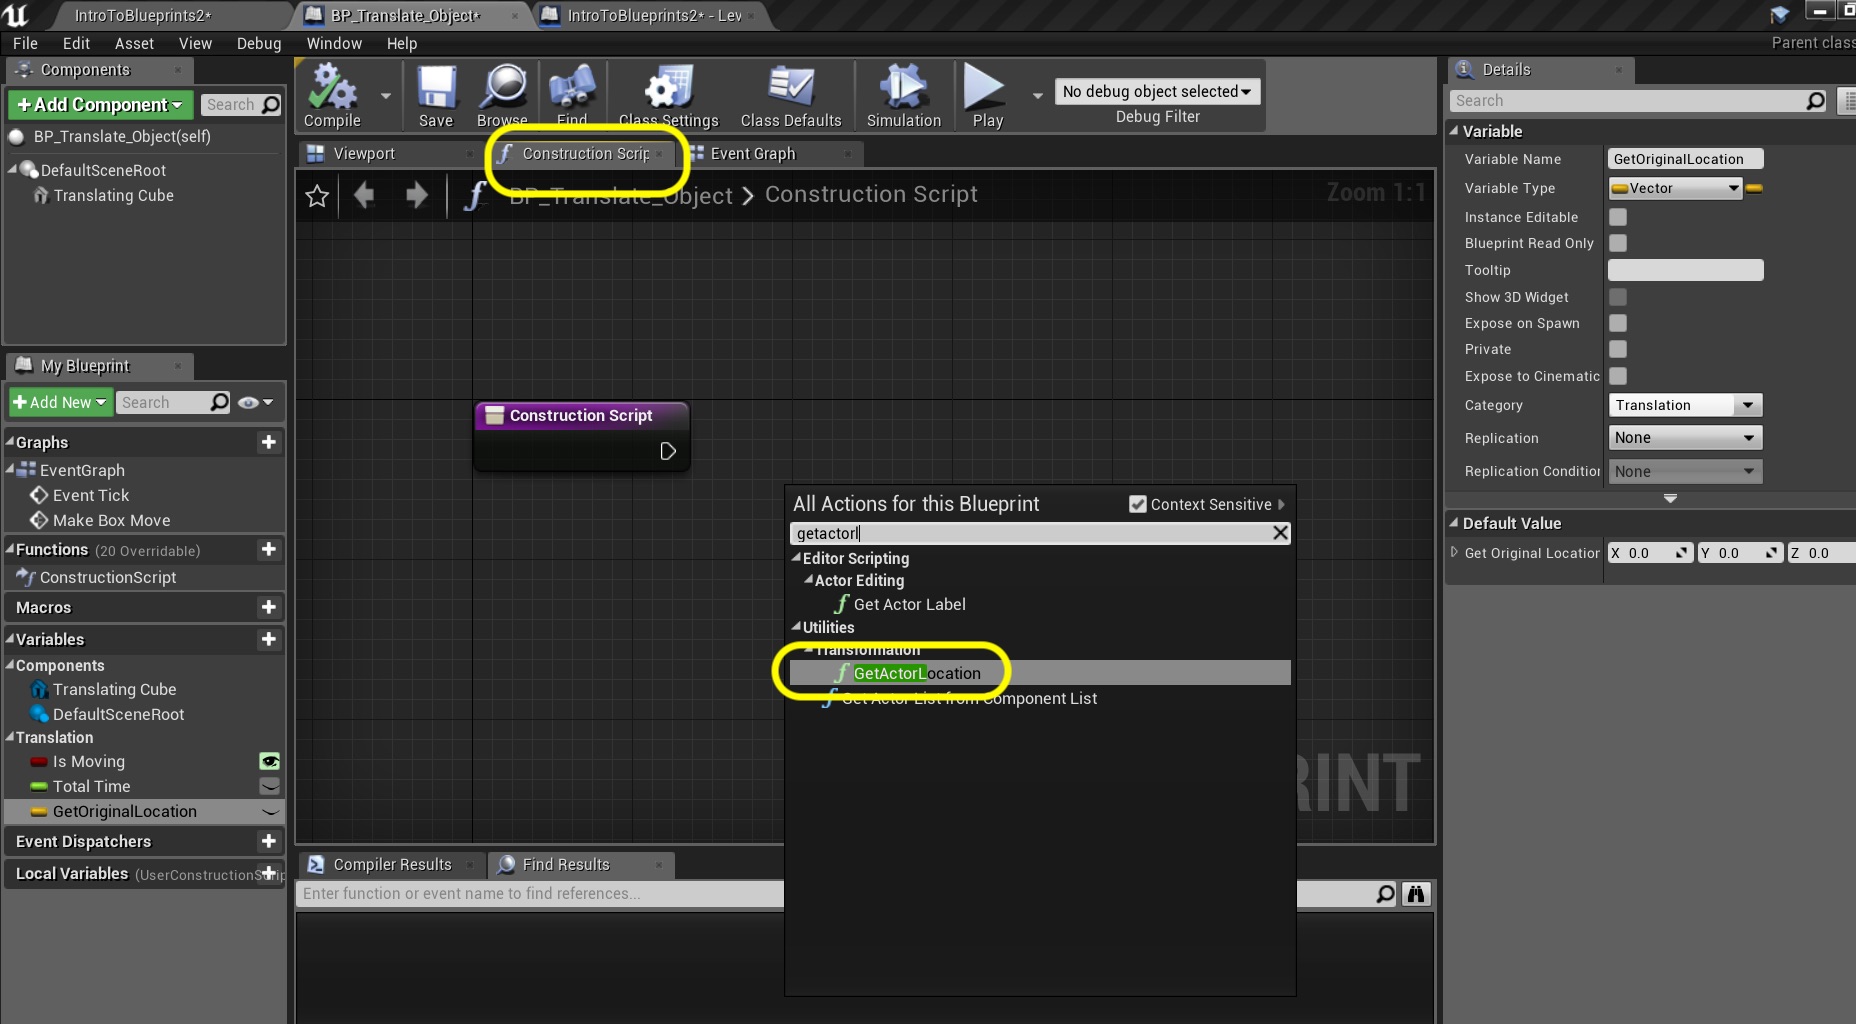 IntroToBlueprints2*
BP_Translate_Object*
IntroToBlueprints2* - Lev
File Edit Asset View Debug Window Help
Parent clas
Components
+Add Component
Search
BP_Translate_Object(self)
DefaultSceneRoot
Translating Cube
Compile
Save
Browse
Find
Class Settings
Class Defaults
Simulation
Play
No debug object selected
Debug Filter
Viewport
Construction Scrip
Event Graph
BP_Translate_Object > Construction Script
Zoom 1:1
Construction Script
All Actions for this Blueprint
Context Sensitive
getactorl
Editor Scripting
Actor Editing
Get Actor Label
Utilities
Transformation
GetActorLocation
Get Actor List from Component List
RINT
My Blueprint
+Add New
Search
Graphs
EventGraph
Event Tick
Make Box Move
Functions (20 Overridable)
ConstructionScript
Macros
Variables
Components
Translating Cube
DefaultSceneRoot
Translation
Is Moving
Total Time
GetOriginalLocation
Event Dispatchers
Local Variables (UserConstructionScrip
Compiler Results
Find Results
Enter function or event name to find references...
Details
Search
Variable
Variable Name GetOriginalLocation
Variable Type Vector
Instance Editable
Blueprint Read Only
Tooltip
Show 3D Widget
Expose on Spawn
Private
Expose to Cinematic
Category Translation
Replication None
Replication Condition None
Default Value
Get Original Location X 0.0 Y 0.0 Z 0.0